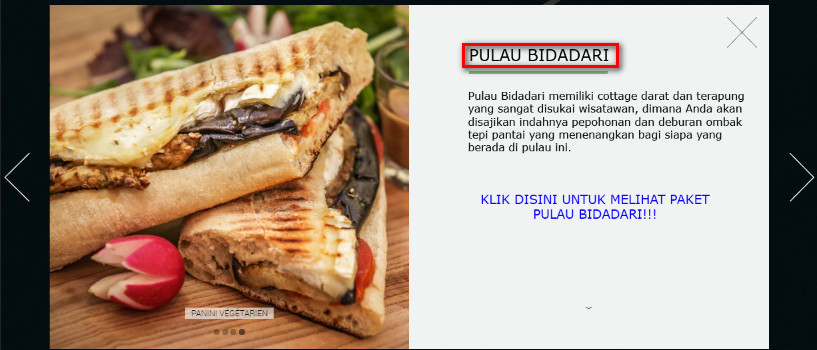 PULAU BIDADARI
Pulau Bidadari memiliki cottage darat dan terapung
yang sangat disukai wisatawan, dimana Anda akan
disajikan indahnya pepohonan dan deburan ombak
tepi pantai yang menenangkan bagi siapa yang
berada di pulau ini.
KLIK DISINI UNTUK MELIHAT PAKET
PULAU BIDADARI!!!
PANINI VÉGÉTARIEN